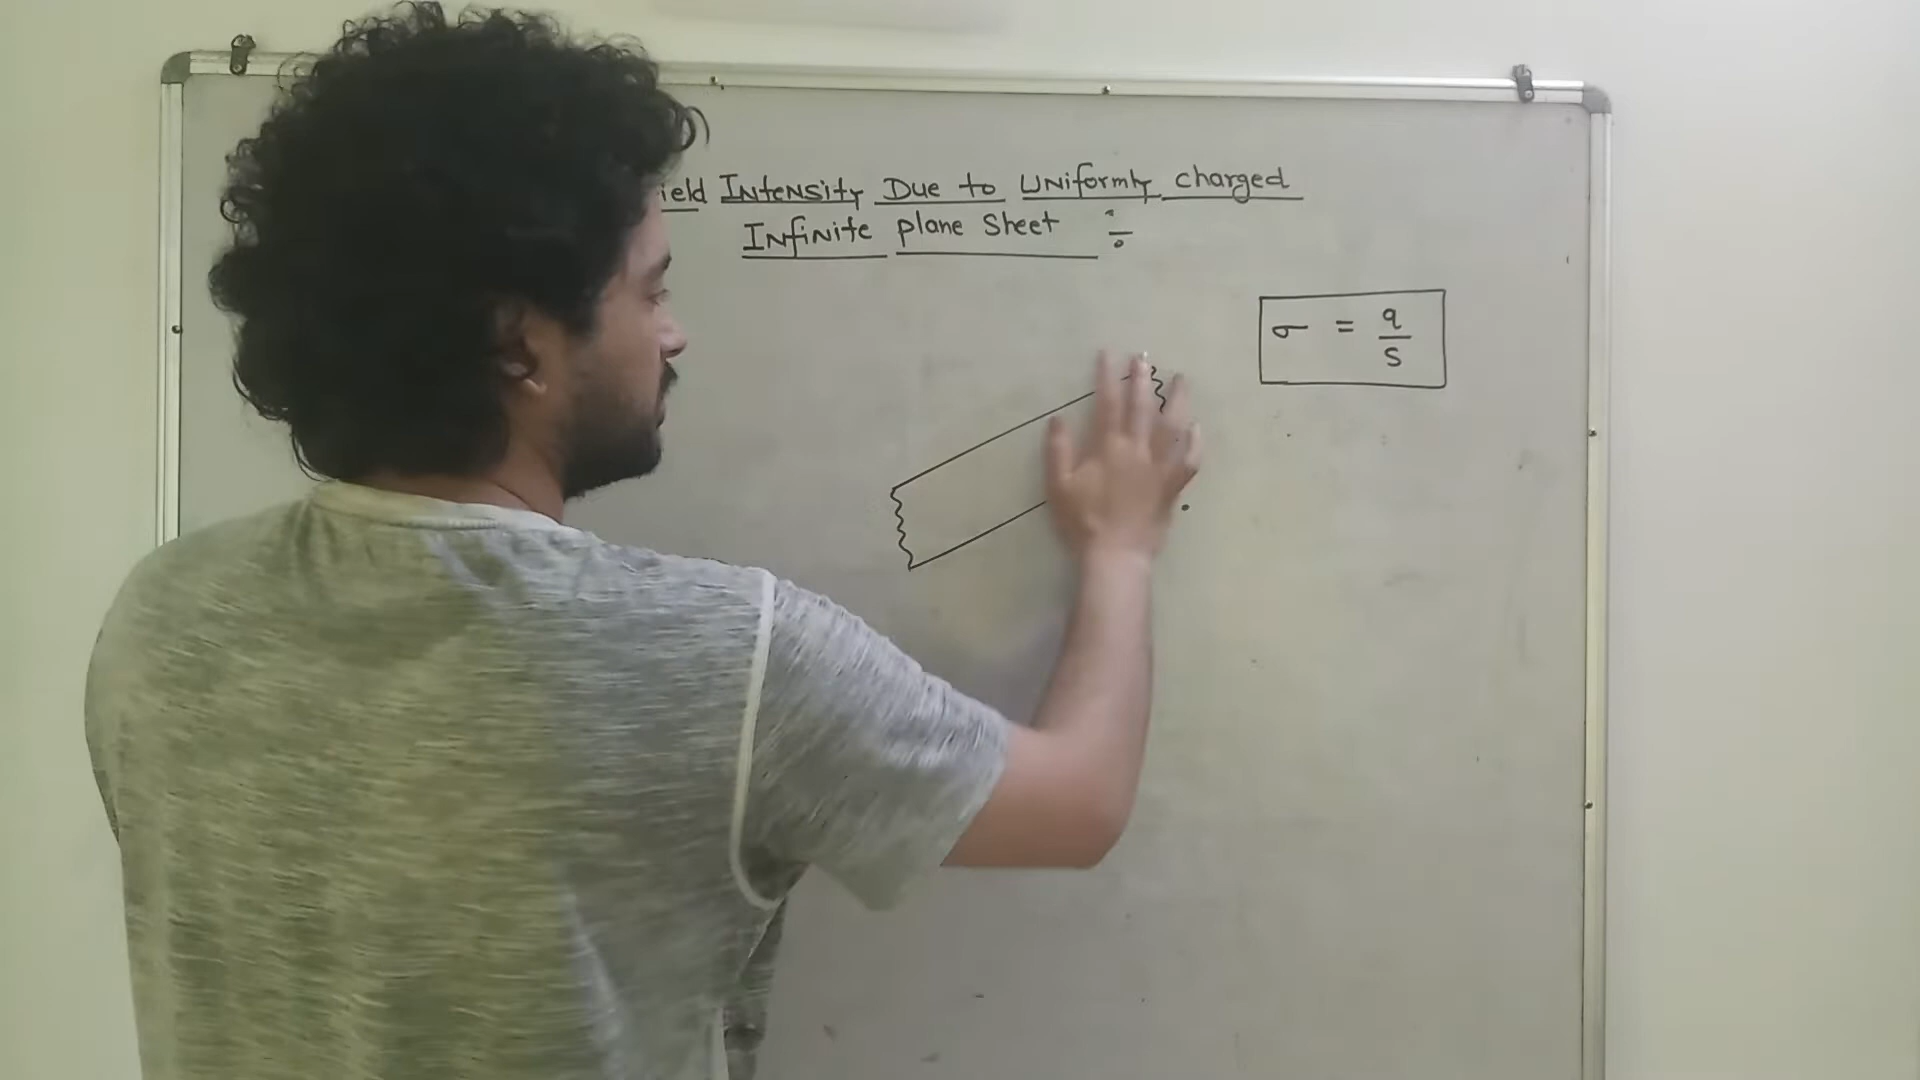 ield Intensity Due to Uniformly charged
Infinite plane Sheet ÷
σ = q/s